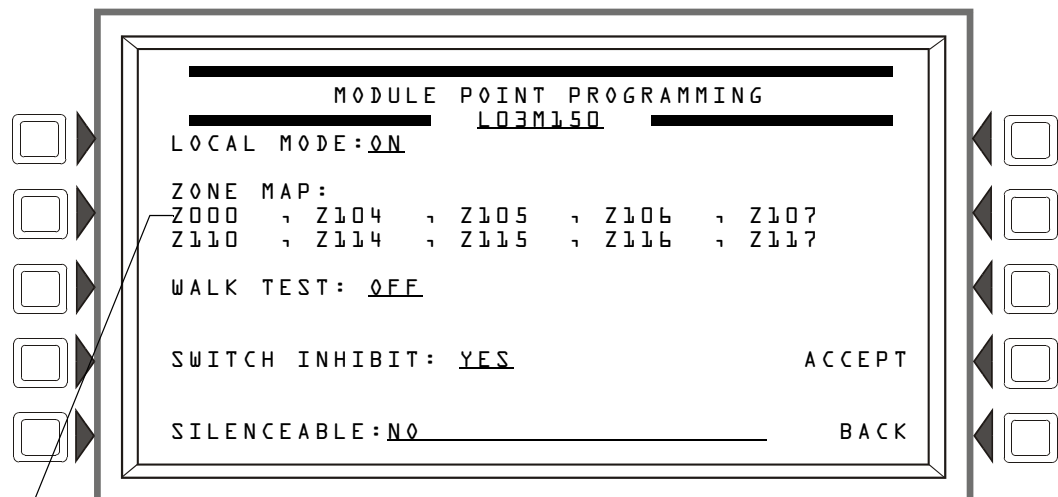 MODULE POINT PROGRAMMING
L03M150
LOCAL MODE:ON
ZONE MAP:
Z000 , Z104 , Z105 , Z106 , Z107
Z110 , Z114 , Z115 , Z116 , Z117
WALK TEST: OFF
SWITCH INHIBIT: YES ACCEPT
SILENCEABLE:NO BACK